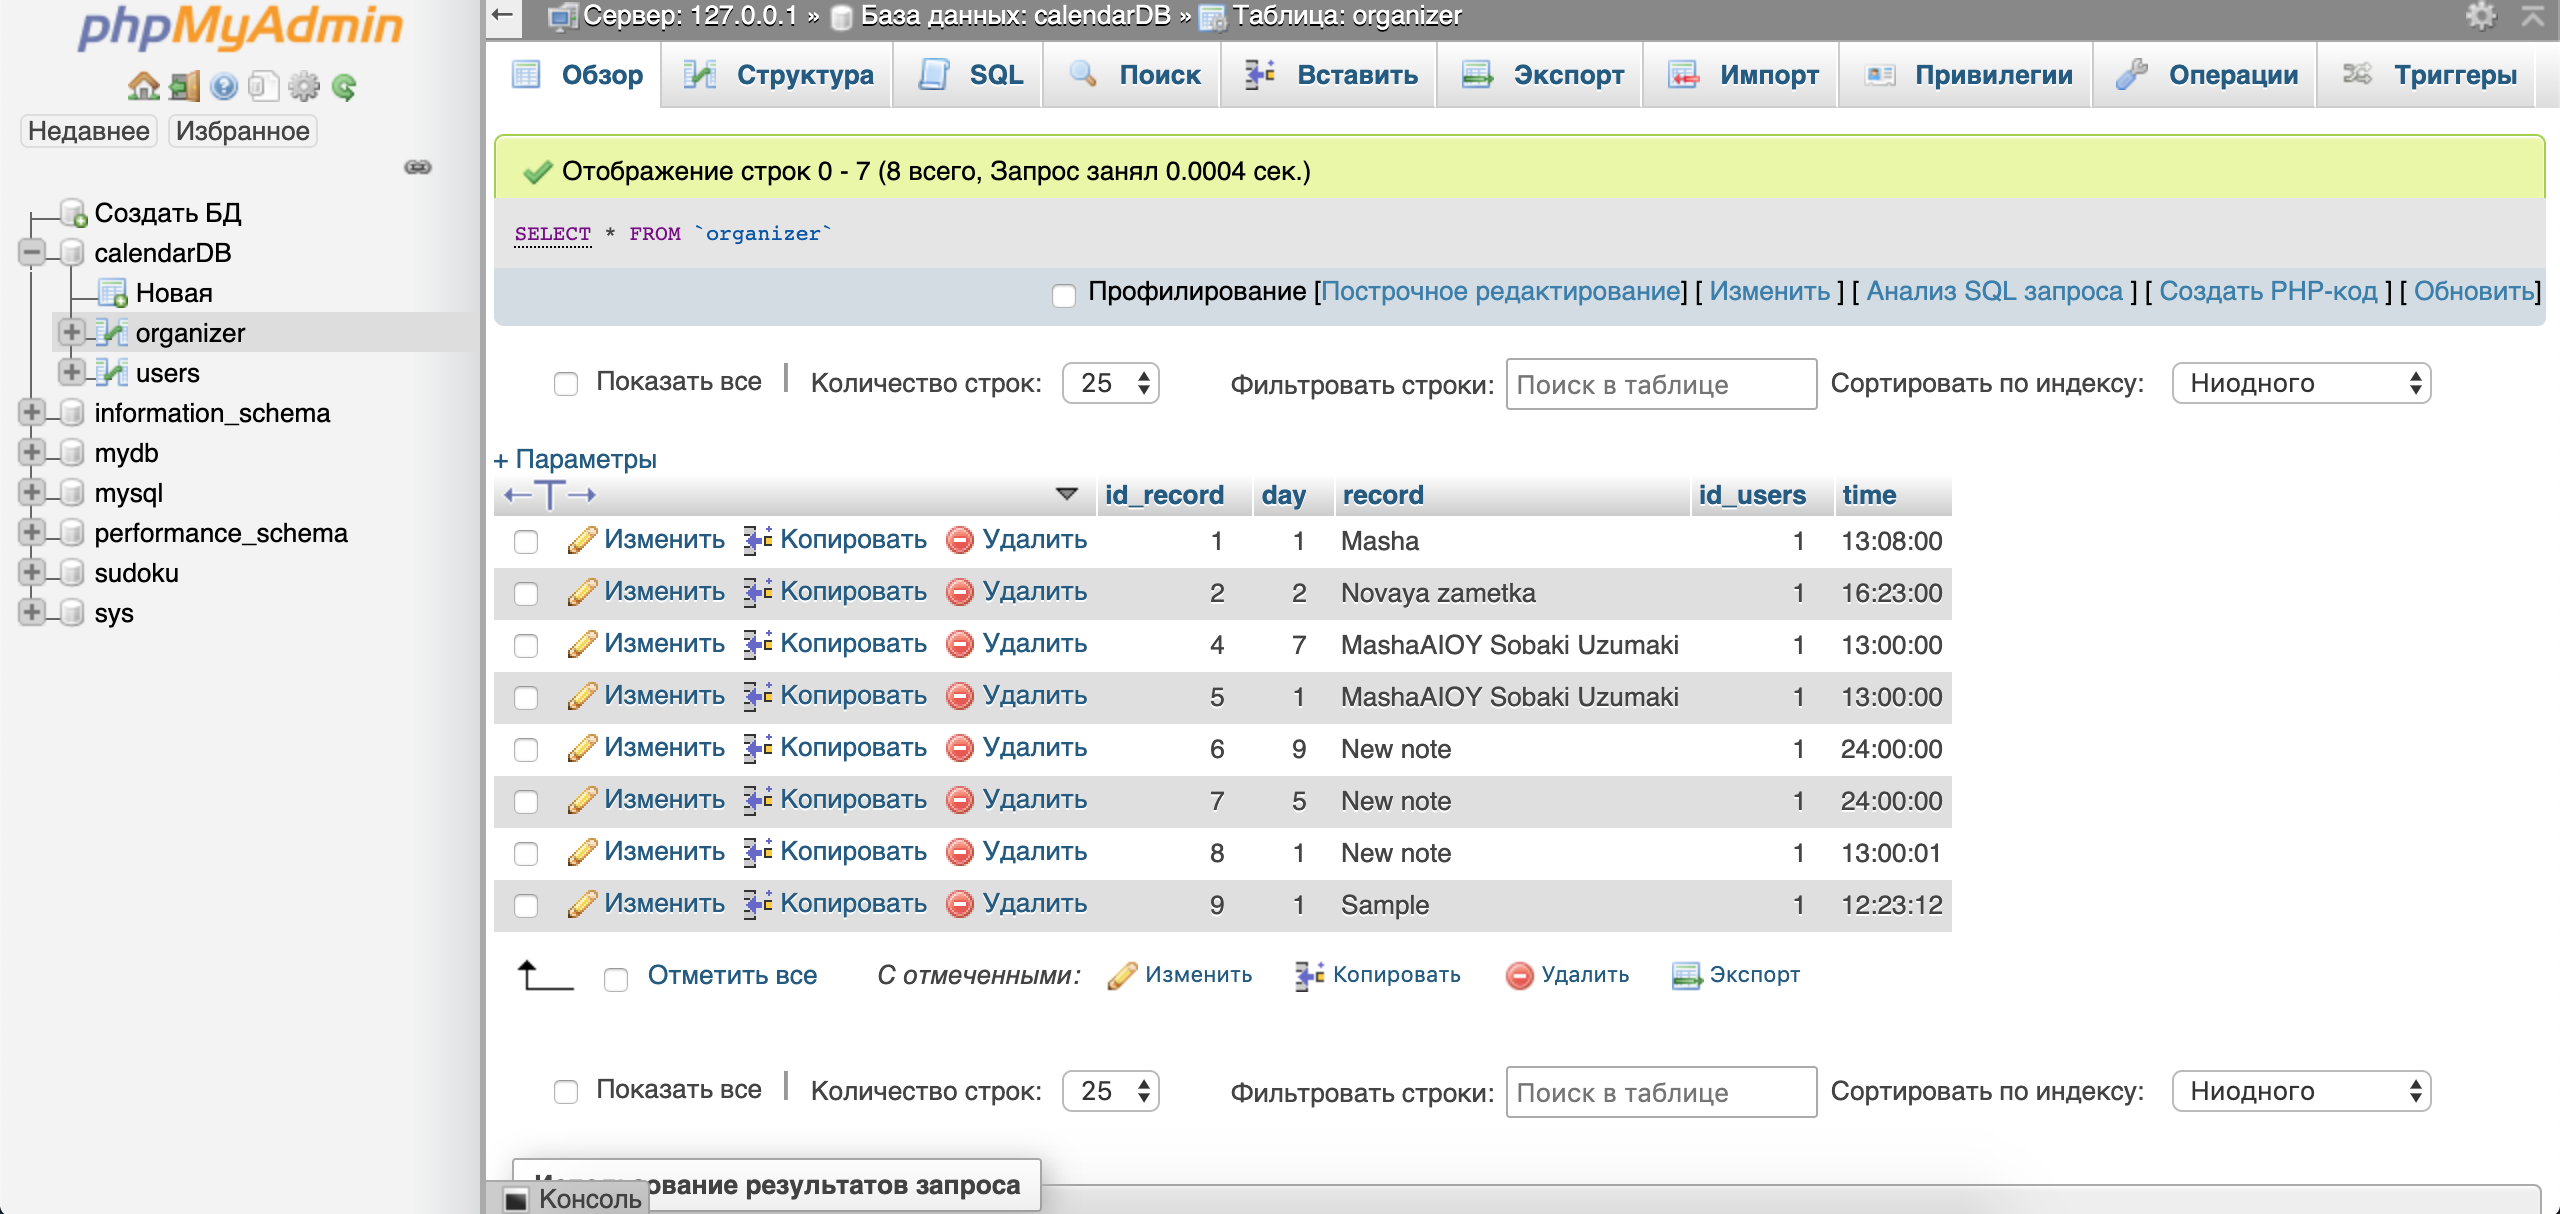 phpMyAdmin
Недавнее Избранное
Создать БД
calendarDB
Новая
organizer
users
information_schema
mydb
mysql
performance_schema
sudoku
sys
Сервер: 127.0.0.1 » База данных: calendarDB » Таблица: organizer
Обзор Структура SQL Поиск Вставить Экспорт Импорт Привилегии Операции Триггеры
Отображение строк 0 - 7 (8 всего, Запрос занял 0.0004 сек.)
SELECT * FROM `organizer`
Профилирование [Построчное редактирование] [ Изменить ] [ Анализ SQL запроса ] [ Создать PHP-код ] [ Обновить]
Показать все | Количество строк: 25 Фильтровать строки: Поиск в таблице Сортировать по индексу: Ниодного
+ Параметры
←T→ id_record day record id_users time
Изменить Копировать Удалить 1 1 Masha 1 13:08:00
Изменить Копировать Удалить 2 2 Novaya zametka 1 16:23:00
Изменить Копировать Удалить 4 7 MashaAIOY Sobaki Uzumaki 1 13:00:00
Изменить Копировать Удалить 5 1 MashaAIOY Sobaki Uzumaki 1 13:00:00
Изменить Копировать Удалить 6 9 New note 1 24:00:00
Изменить Копировать Удалить 7 5 New note 1 24:00:00
Изменить Копировать Удалить 8 1 New note 1 13:00:01
Изменить Копировать Удалить 9 1 Sample 1 12:23:12
Отметить все С отмеченными: Изменить Копировать Удалить Экспорт
Показать все | Количество строк: 25 Фильтровать строки: Поиск в таблице Сортировать по индексу: Ниодного
результатов запроса
Консоль